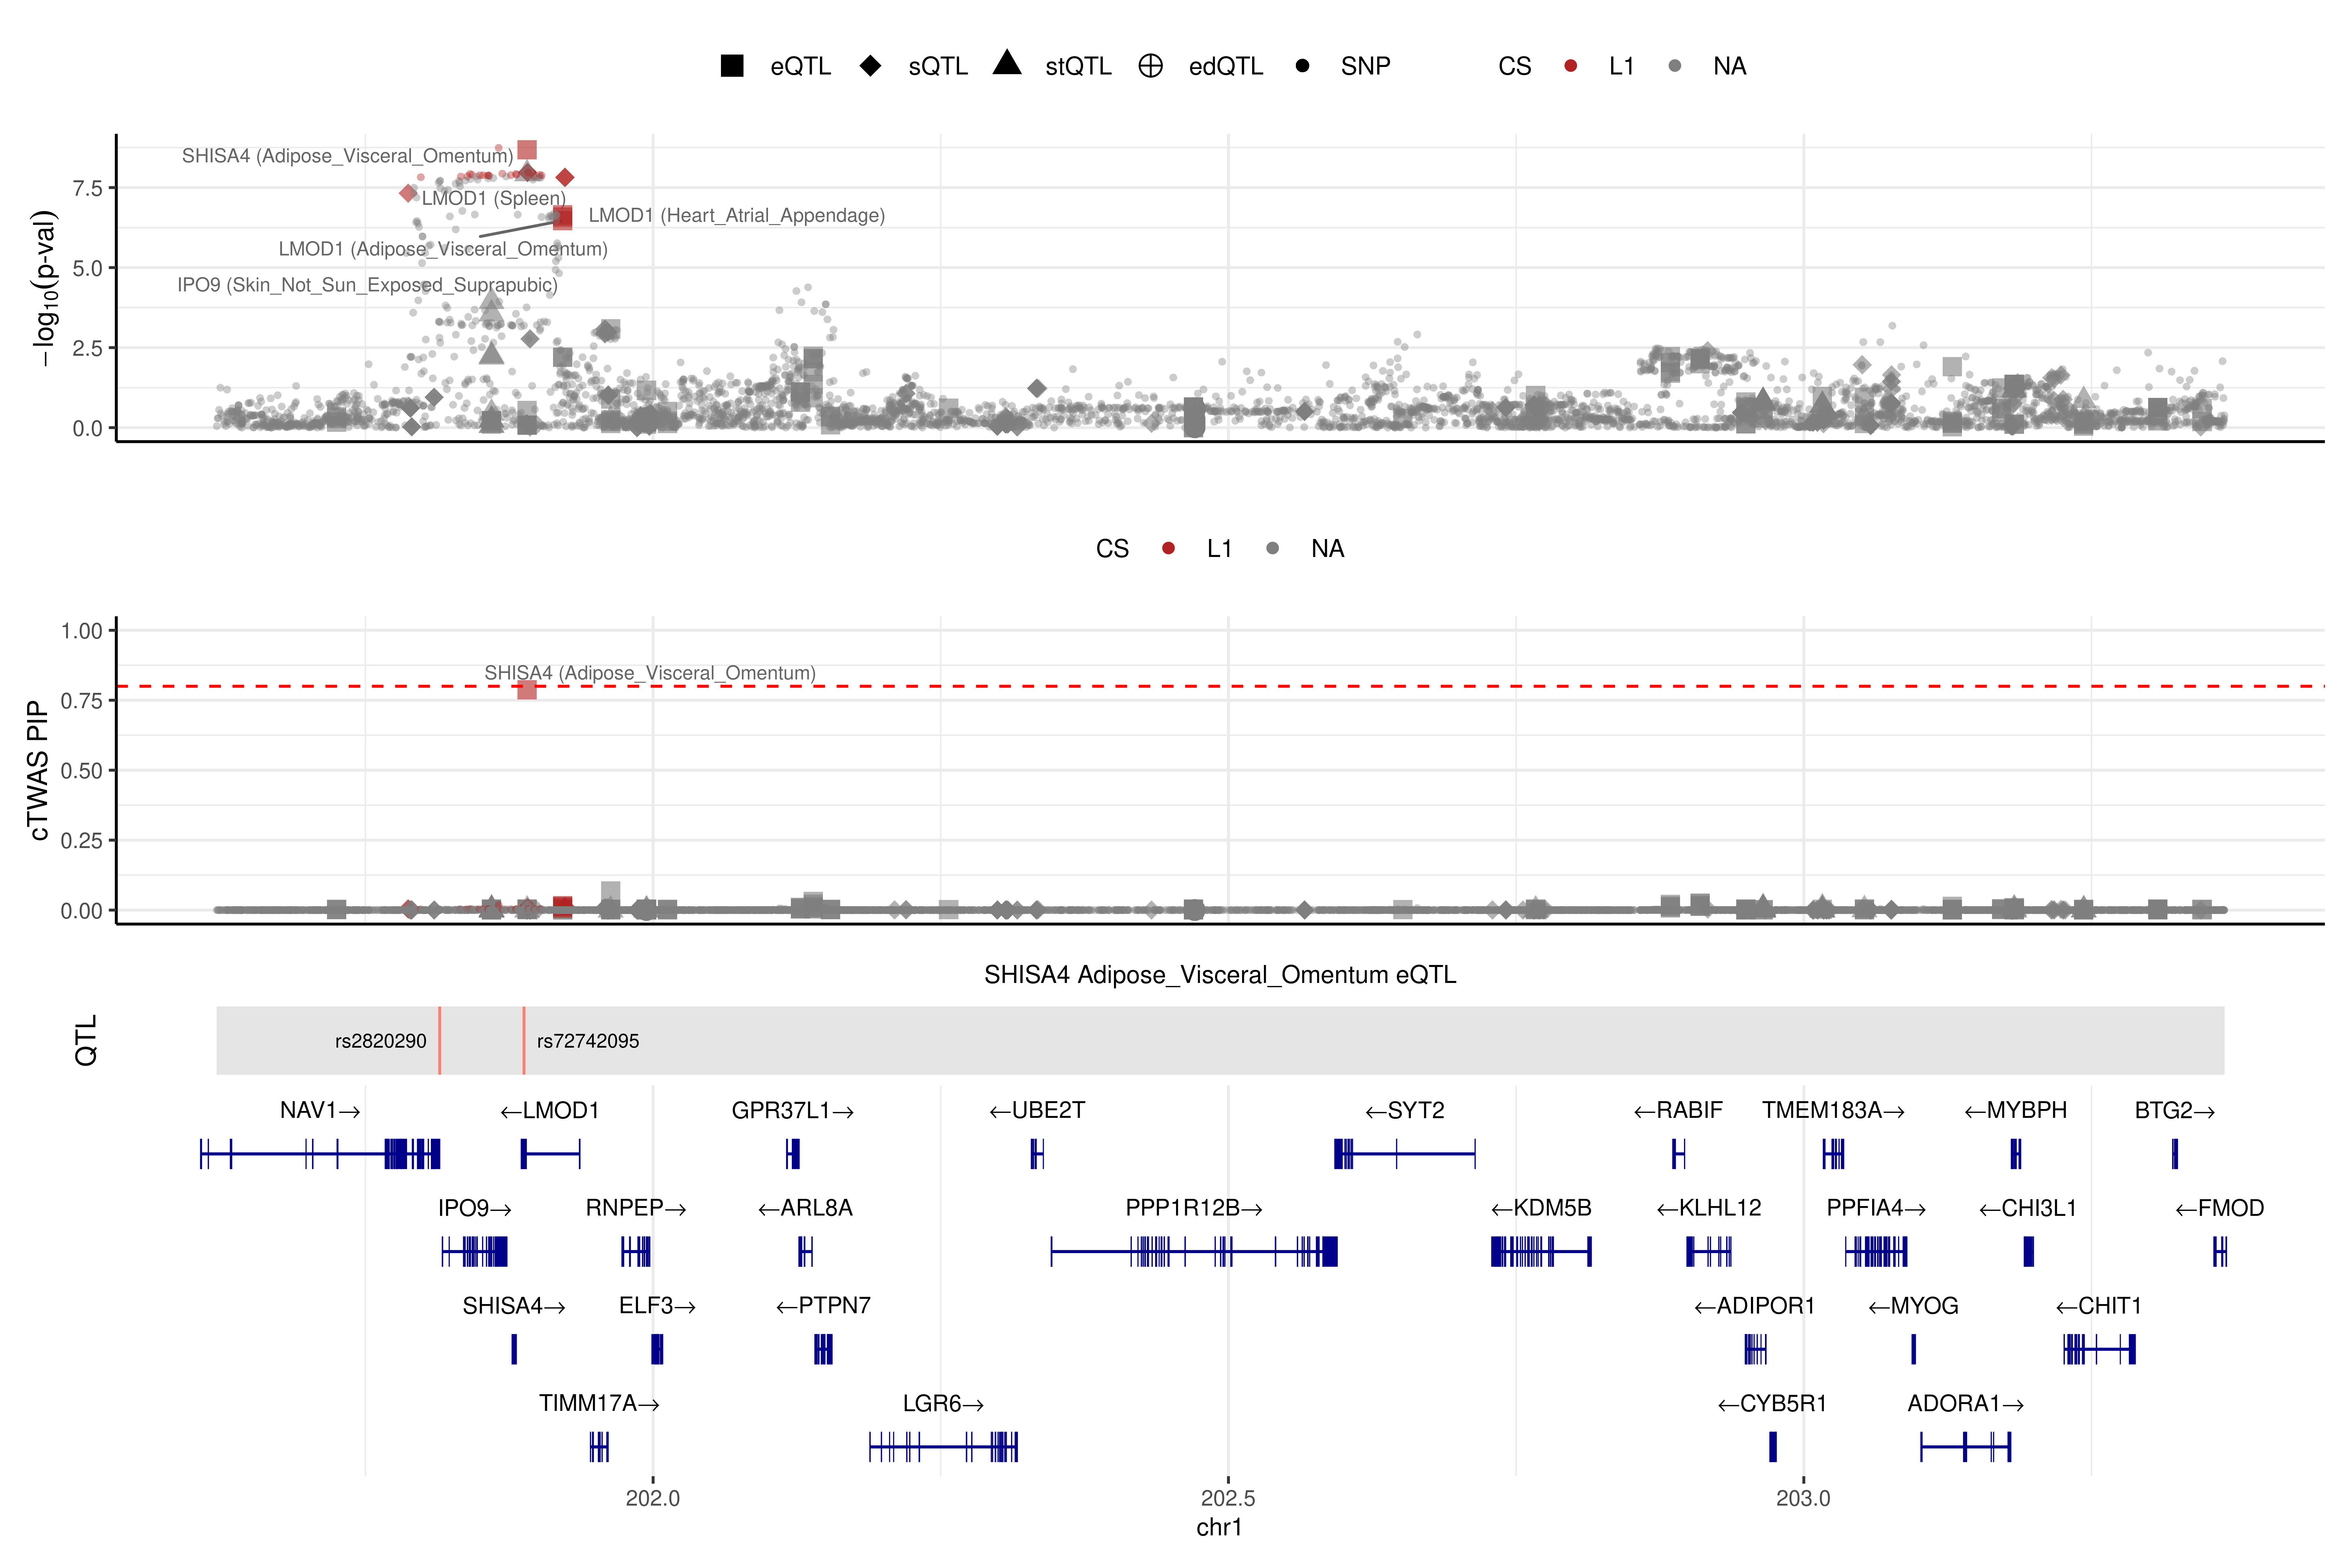 eQTL sQTL stQTL edQTL SNP CS L1 NA
SHISA4 (Adipose_Visceral_Omentum)
LMOD1 (Spleen)
LMOD1 (Heart_Atrial_Appendage)
LMOD1 (Adipose_Visceral_Omentum)
IPO9 (Skin_Not_Sun_Exposed_Suprapubic)
−log10(p-val)
7.5
5.0
2.5
0.0
CS L1 NA
SHISA4 (Adipose_Visceral_Omentum)
cTWAS PIP
1.00
0.75
0.50
0.25
0.00
SHISA4 Adipose_Visceral_Omentum eQTL
QTL
rs2820290 rs72742095
NAV1→ ←LMOD1 GPR37L1→ ←UBE2T ←SYT2 ←RABIF TMEM183A→ ←MYBPH BTG2→
IPO9→ RNPEP→ ←ARL8A PPP1R12B→ ←KDM5B ←KLHL12 PPFIA4→ ←CHI3L1 ←FMOD
SHISA4→ ELF3→ ←PTPN7 ←ADIPOR1 ←MYOG ←CHIT1
TIMM17A→ LGR6→ ←CYB5R1 ADORA1→
202.0 202.5 203.0
chr1